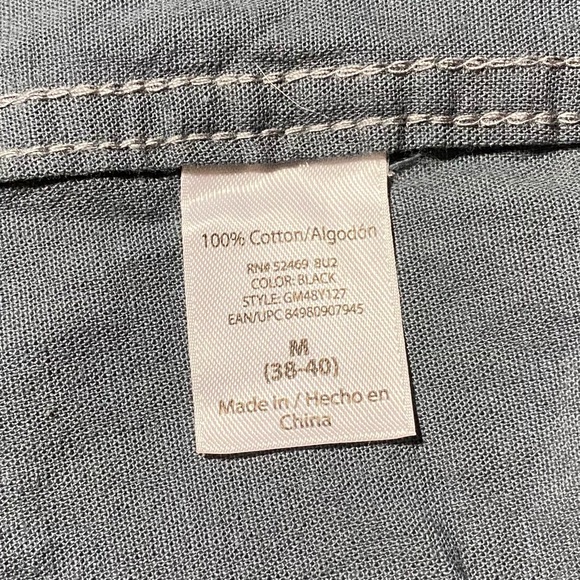 100% Cotton/Algodón
RN# 52469 8U2
COLOR: BLACK
STYLE: GM48Y127
EAN/UPC 84980907945
M
(38-40)
Made in / Hecho en
China